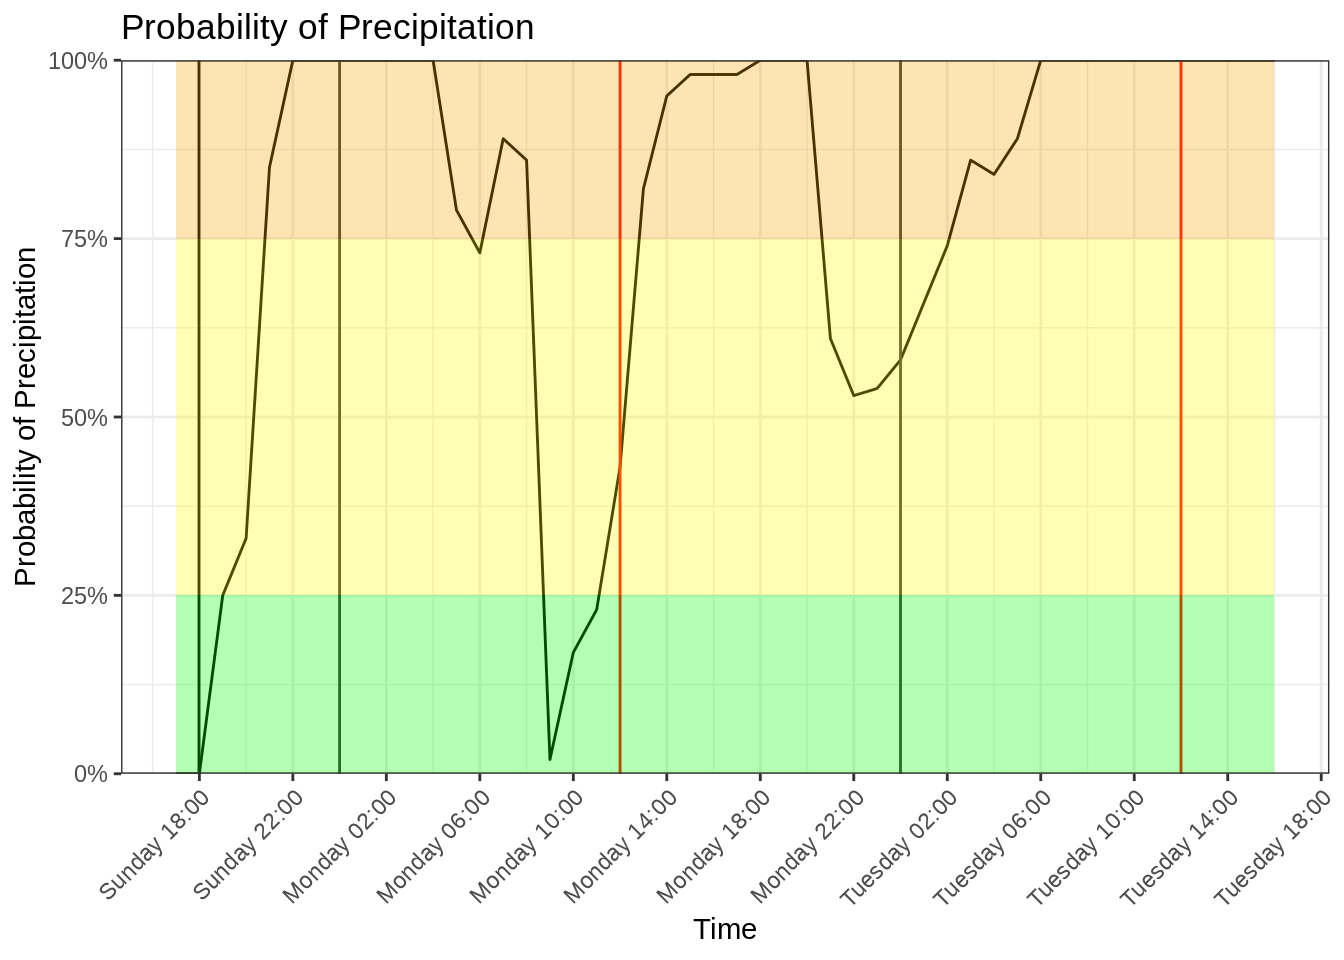 Probability of Precipitation
Probability of Precipitation
100%
75%
50%
25%
0%
Sunday 18:00
Sunday 22:00
Monday 02:00
Monday 06:00
Monday 10:00
Monday 14:00
Monday 18:00
Monday 22:00
Tuesday 02:00
Tuesday 06:00
Tuesday 10:00
Tuesday 14:00
Tuesday 18:00
Time